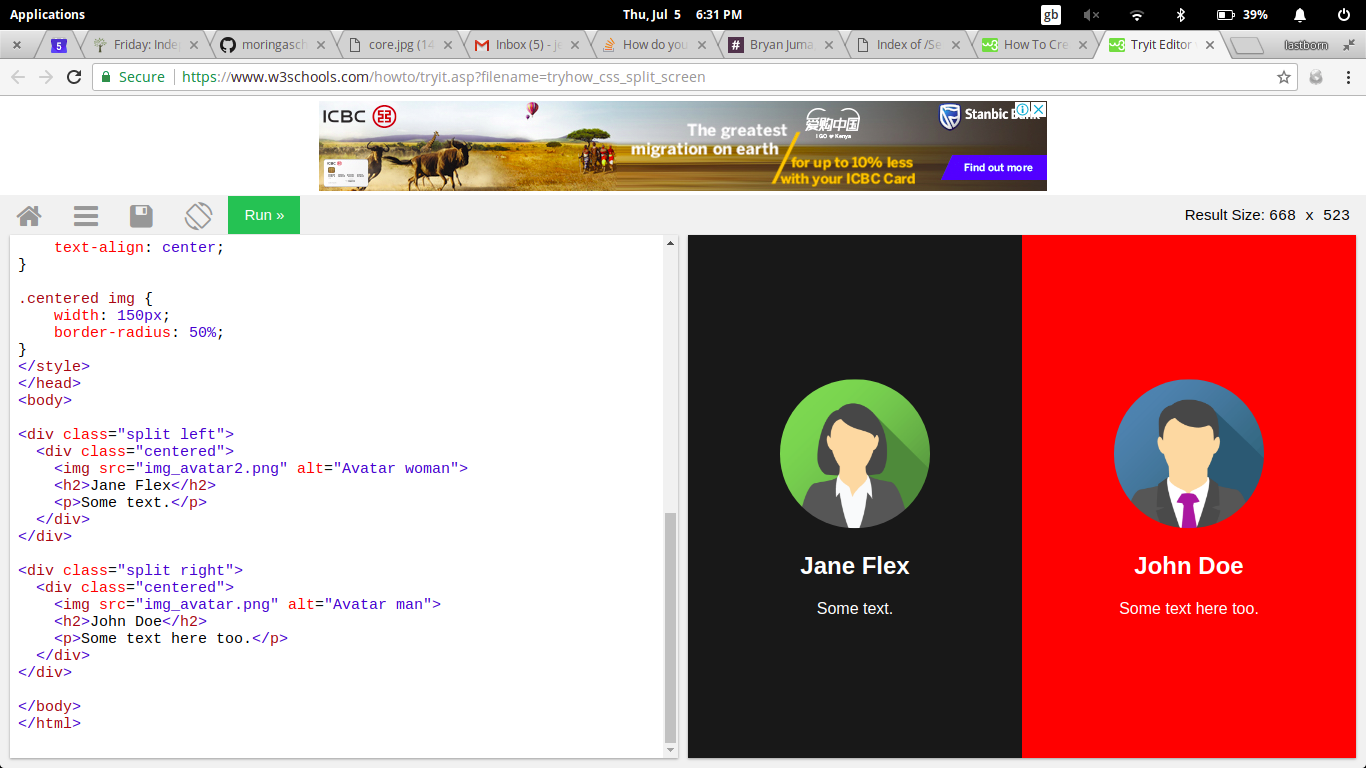 Applications
Thu, Jul 5 6:31 PM
gb
39%
5
Friday: Inde
moringasch
core.jpg (14
Inbox (5) - je
How do you
Bryan Juma,
Index of /Se
How To Cre
Tryit Editor
lastborn
Secure
https://www.w3schools.com/howto/tryit.asp?filename=tryhow_css_split_screen
ICBC
The greatest
migration on earth
爱购中国
I GO Kenya
for up to 10% less
with your ICBC Card
Stanbic Bank
Find out more
Run »
Result Size: 668 x 523
text-align: center;
}
.centered img {
width: 150px;
border-radius: 50%;
}
</style>
</head>
<body>
<div class="split left">
<div class="centered">
<img src="img_avatar2.png" alt="Avatar woman">
<h2>Jane Flex</h2>
<p>Some text.</p>
</div>
</div>
<div class="split right">
<div class="centered">
<img src="img_avatar.png" alt="Avatar man">
<h2>John Doe</h2>
<p>Some text here too.</p>
</div>
</div>
</body>
</html>
Jane Flex
Some text.
John Doe
Some text here too.